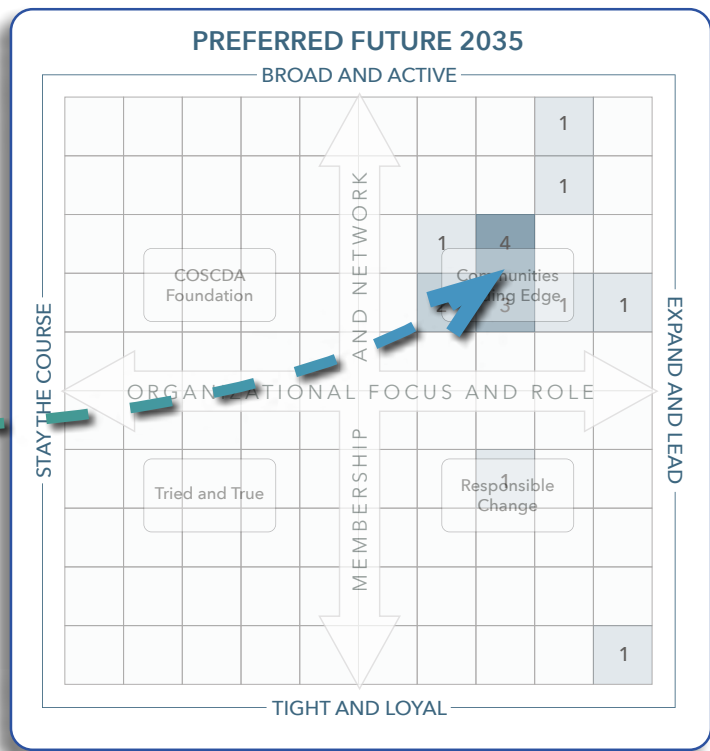 PREFERRED FUTURE 2035
BROAD AND ACTIVE
1
1
1 4
COSCDA
Foundation
Communities
Edge
2 3 1 1
STAY THE COURSE
EXPAND AND LEAD
MEMBERSHIP AND NETWORK
ORGANIZATIONAL FOCUS AND ROLE
Tried and True
1
Responsible
Change
1
TIGHT AND LOYAL